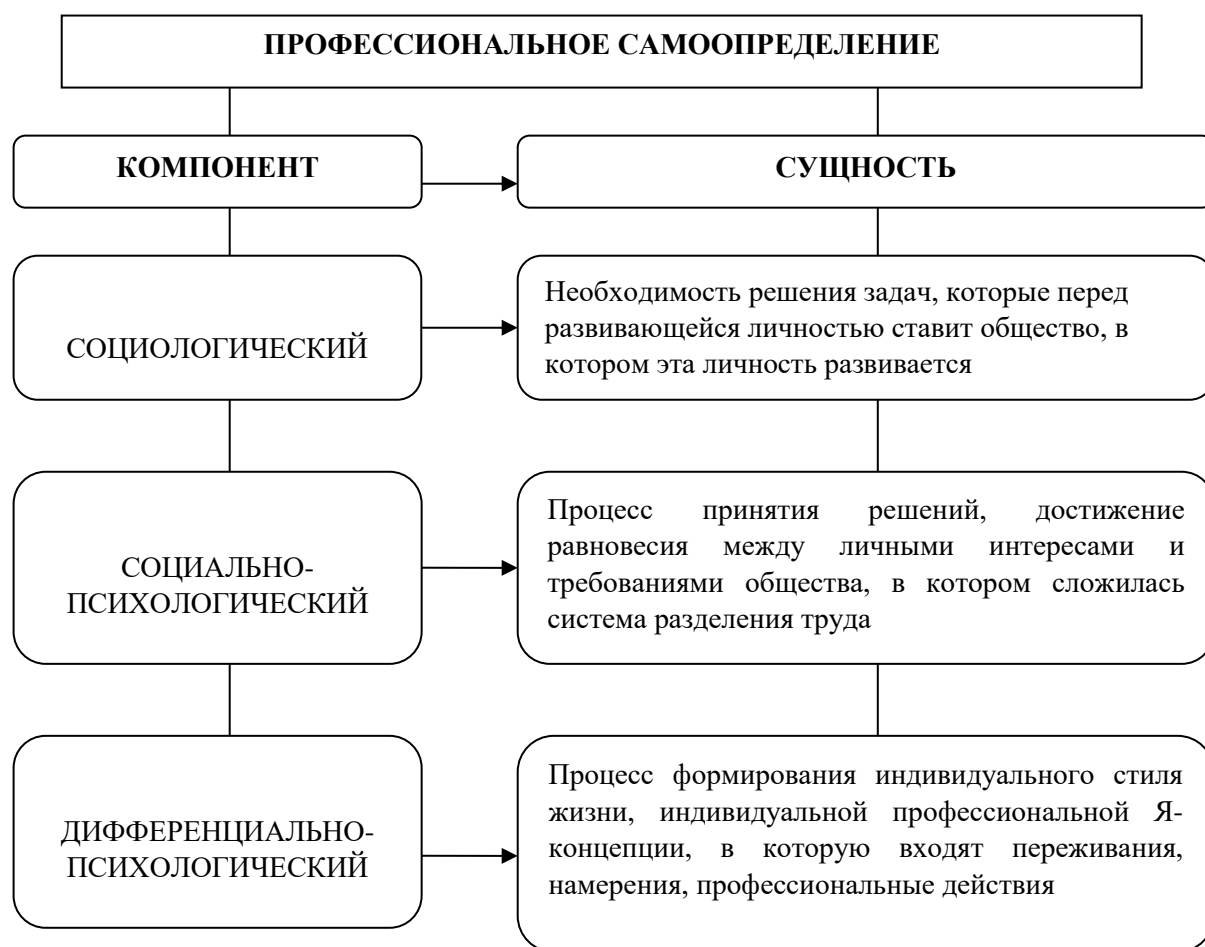 ПРОФЕССИОНАЛЬНОЕ САМООПРЕДЕЛЕНИЕ
КОМПОНЕНТ
СУЩНОСТЬ
СОЦИОЛОГИЧЕСКИЙ
Необходимость решения задач, которые перед
развивающейся личностью ставит общество, в
котором эта личность развивается
СОЦИАЛЬНО-
ПСИХОЛОГИЧЕСКИЙ
Процесс принятия решений, достижение
равновесия между личными интересами и
требованиями общества, в котором сложилась
система разделения труда
ДИФФЕРЕНЦИАЛЬНО-
ПСИХОЛОГИЧЕСКИЙ
Процесс формирования индивидуального стиля
жизни, индивидуальной профессиональной Я-
концепции, в которую входят переживания,
намерения, профессиональные действия